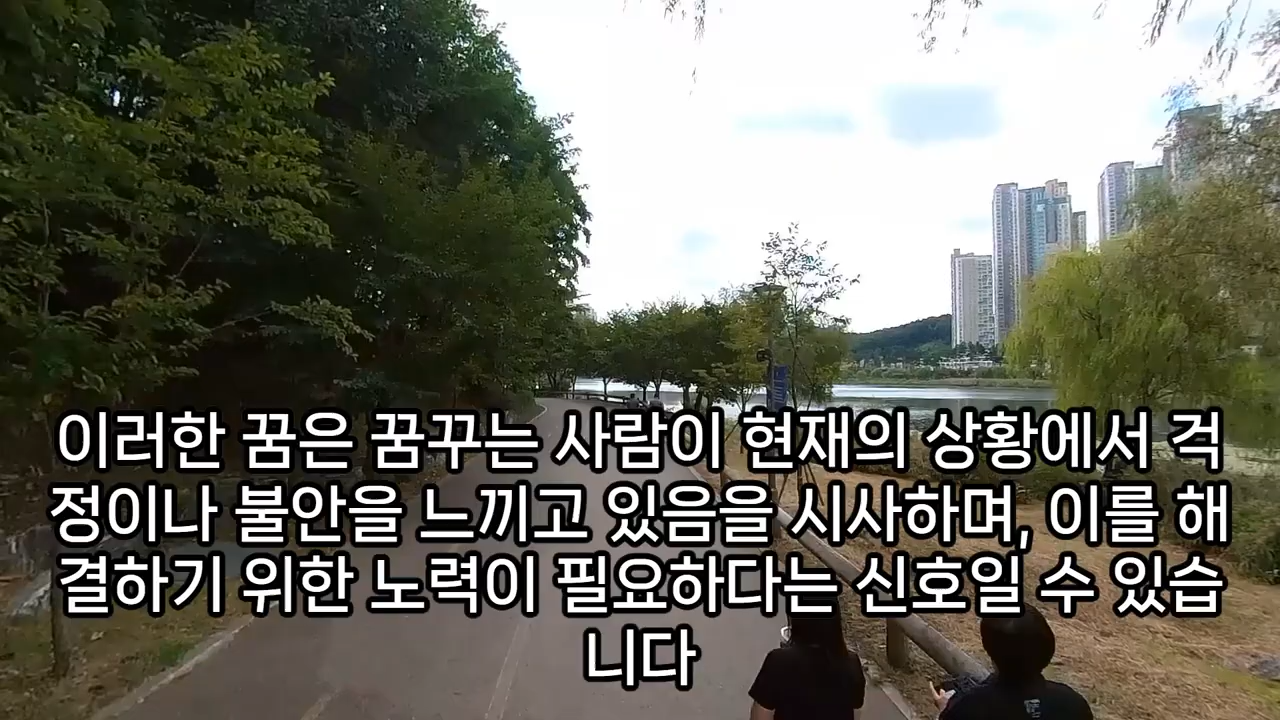 이러한 꿈은 꿈꾸는 사람이 현재의 상황에서 걱
정이나 불안을 느끼고 있음을 시사하며, 이를 해
결하기 위한 노력이 필요하다는 신호일 수 있습
니다